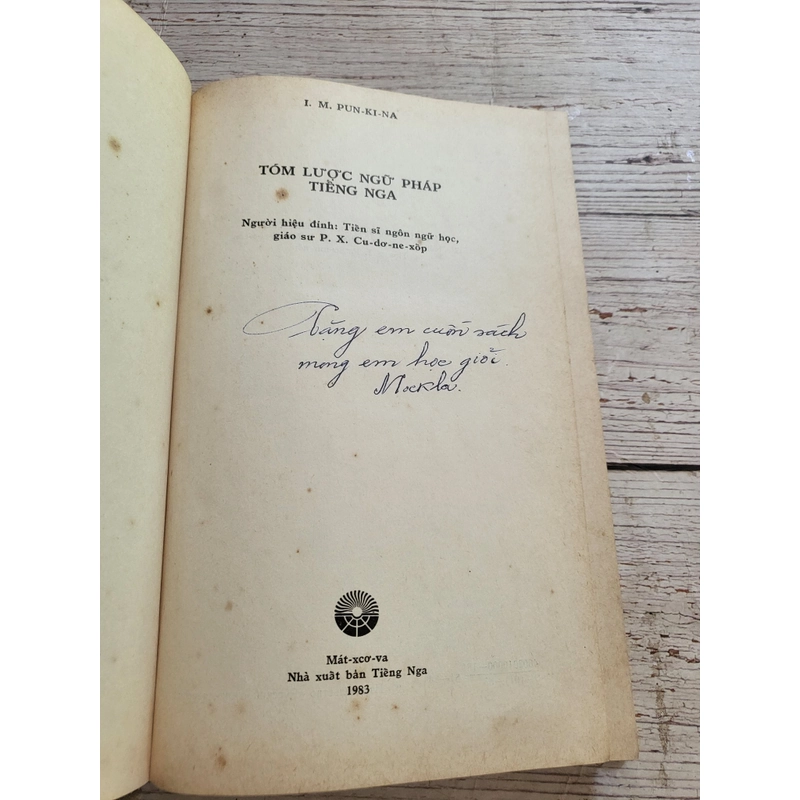 I. M. PUN-KI-NA
TÓM LƯỢC NGỮ PHÁP
TIẾNG NGA
Người hiệu đính: Tiến sĩ ngôn ngữ học,
giáo sư P. X. Cu-dơ-ne-xốp
Tặng em cuốn sách
mong em học giỏi.
Mát-xcơ-va
Nhà xuất bản Tiếng Nga
1983